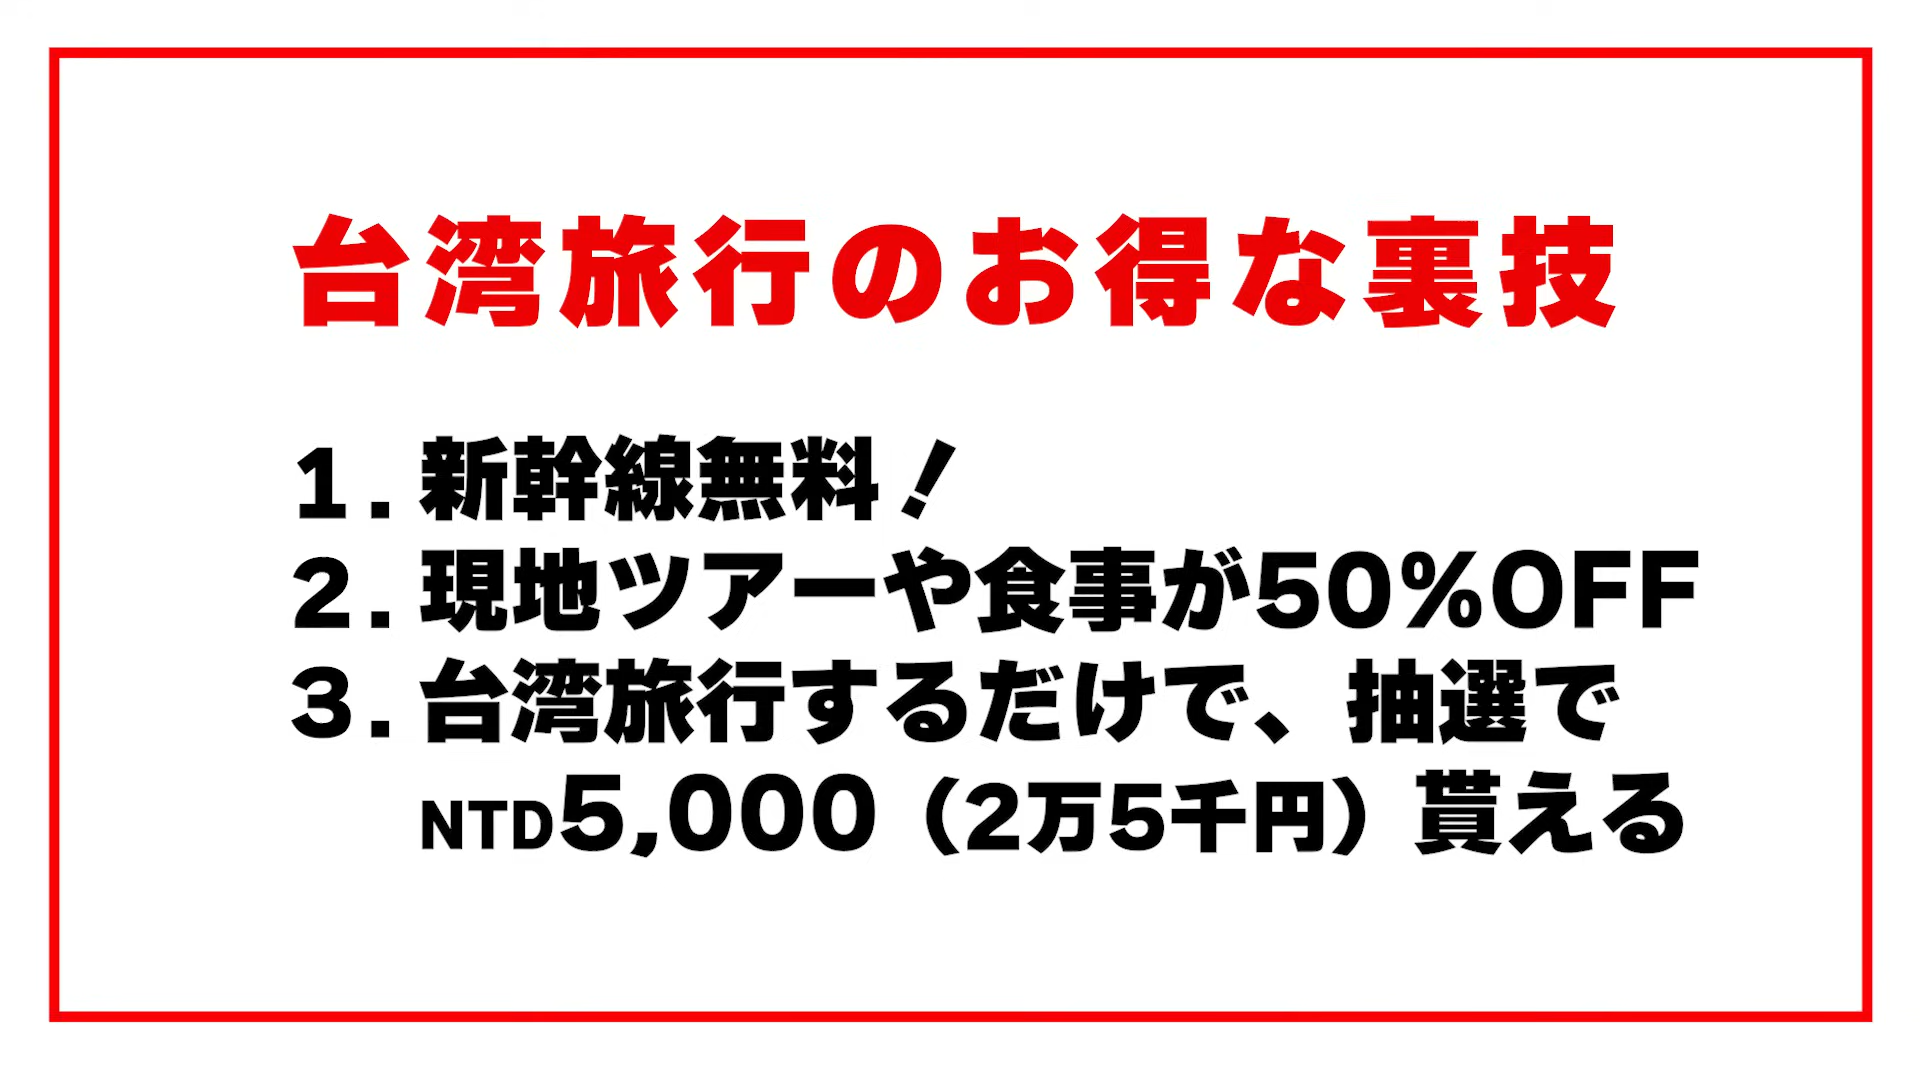 台湾旅行のお得な裏技
１．新幹線無料！
２．現地ツアーや食事が50％OFF
３．台湾旅行するだけで、抽選で
NTD5,000（2万5千円）貰える